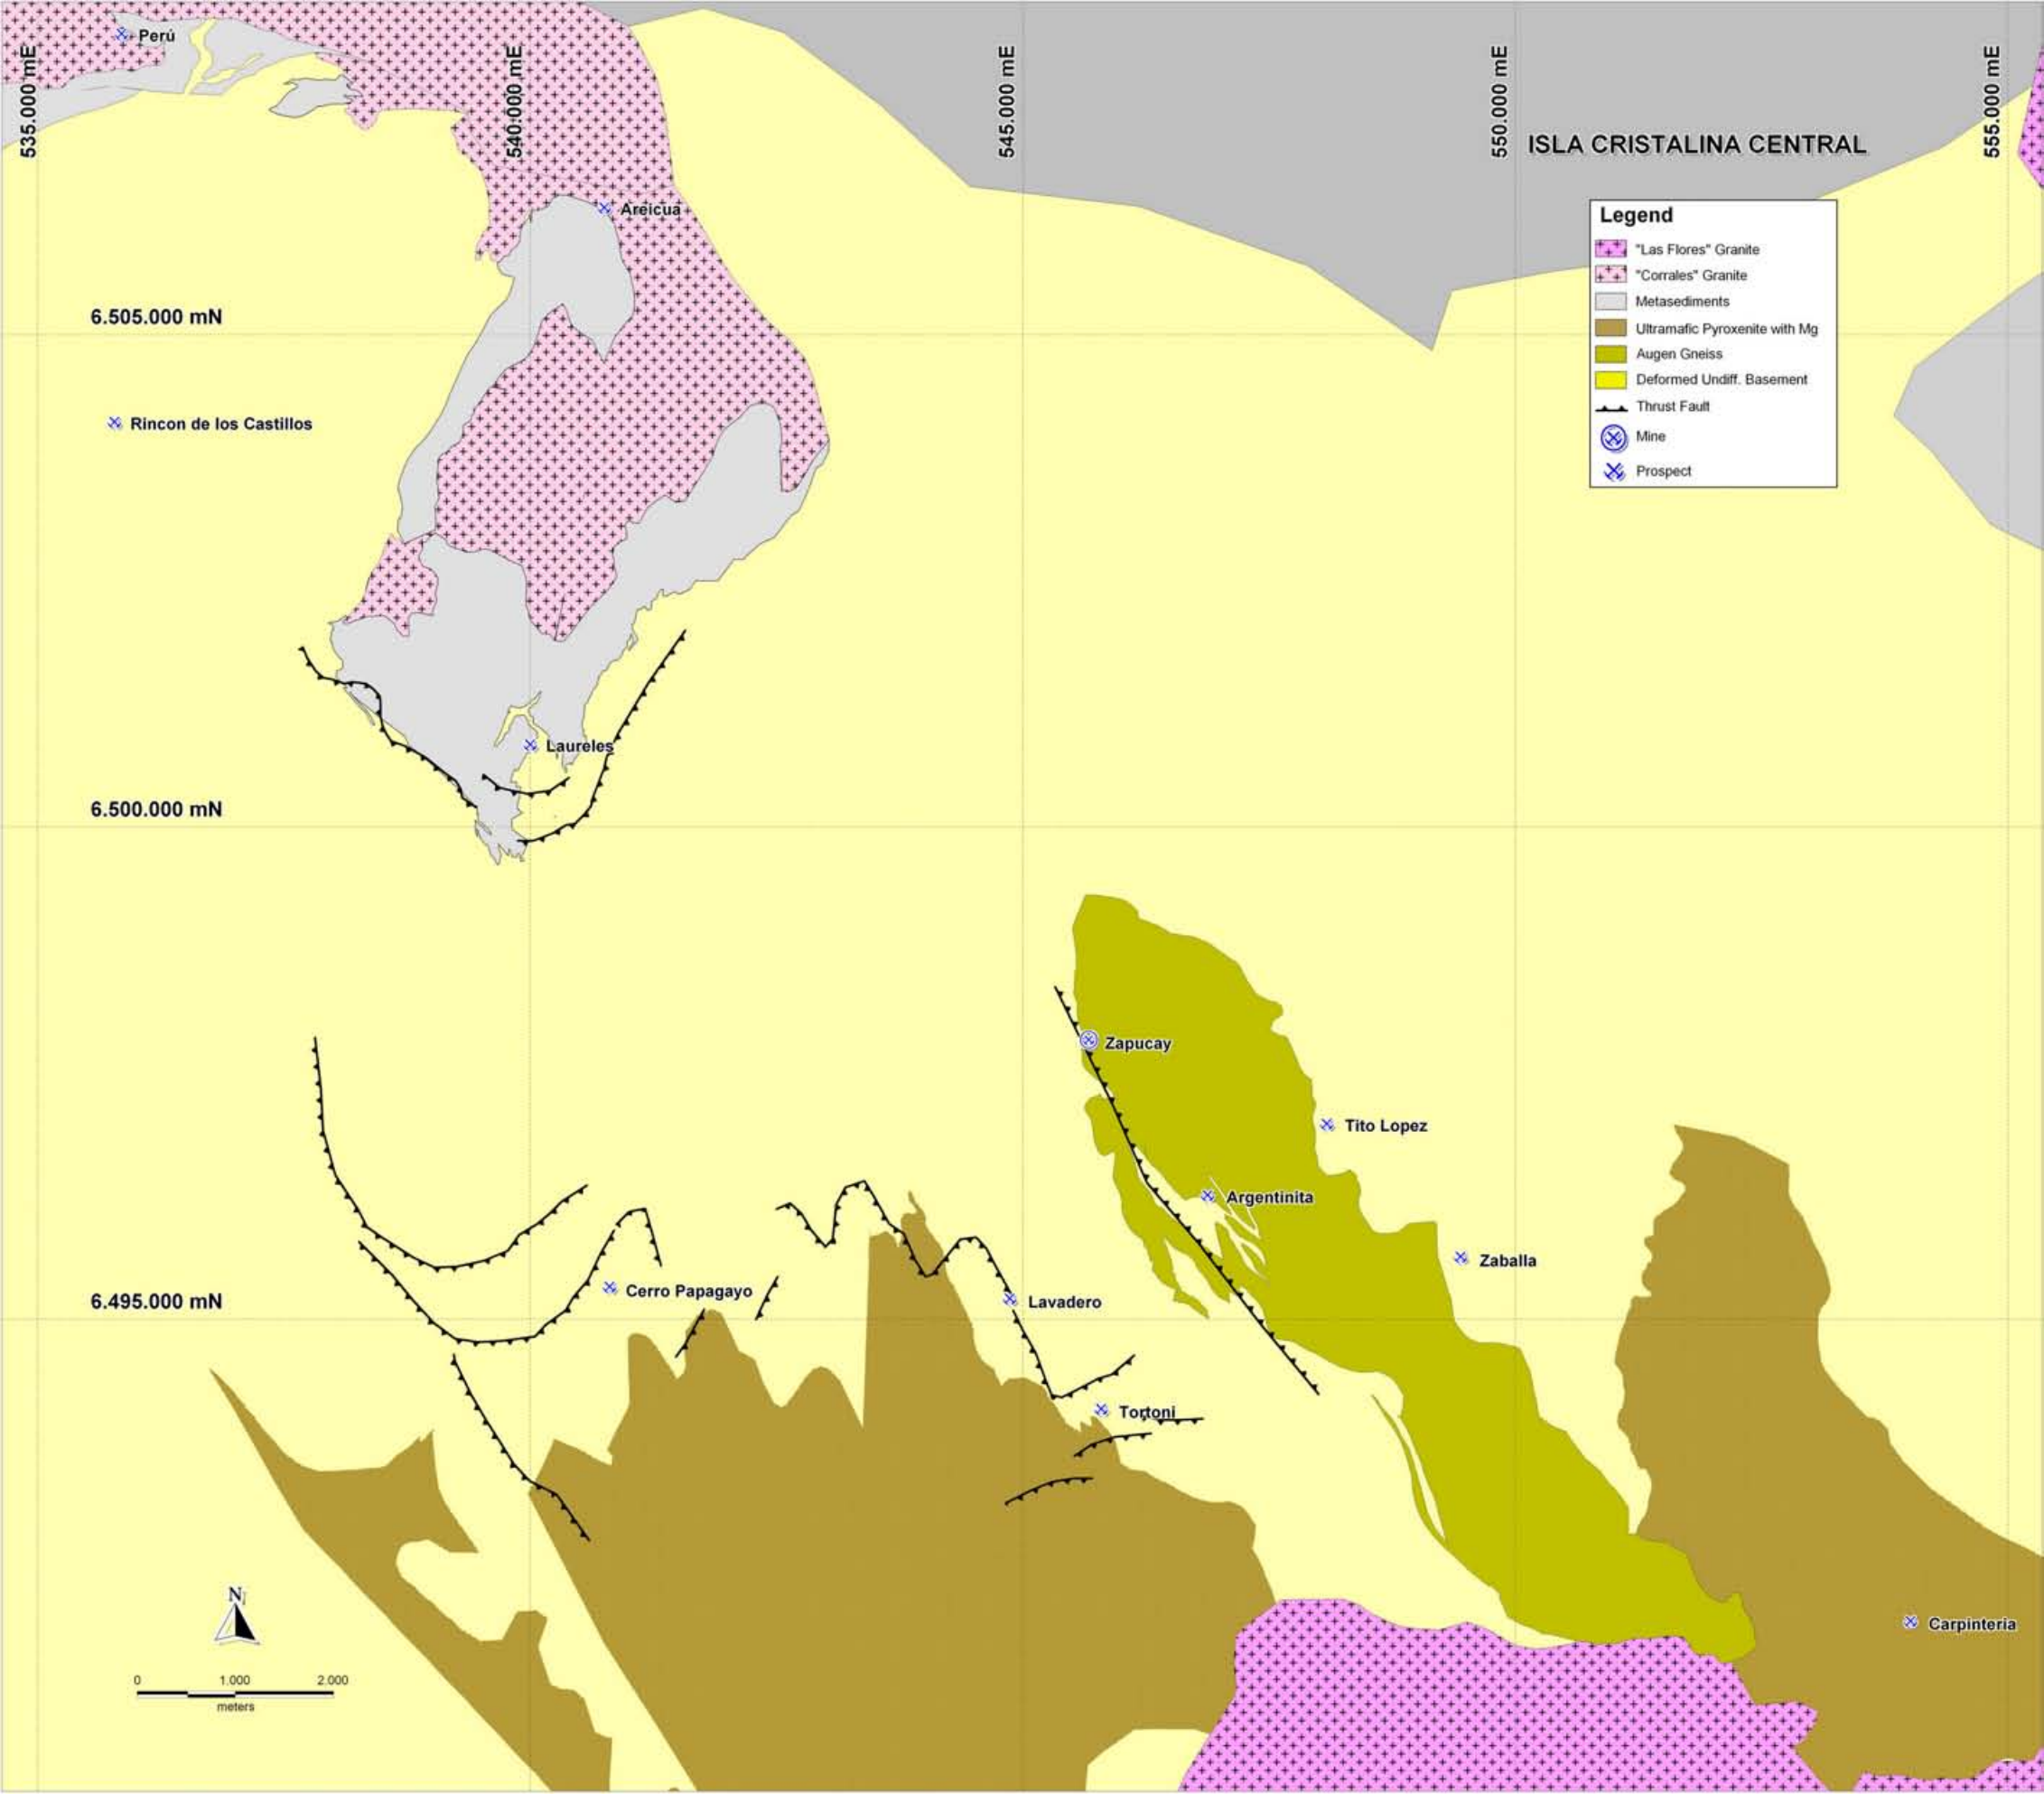 Perú
535.000 mE
540.000 mE
545.000 mE
550.000 mE
555.000 mE
ISLA CRISTALINA CENTRAL
Areicuá
Legend
"Las Flores" Granite
"Corrales" Granite
Metasediments
Ultramafic Pyroxenite with Mg
Augen Gneiss
Deformed Undiff. Basement
Thrust Fault
Mine
Prospect
6.505.000 mN
Rincon de los Castillos
Laureles
6.500.000 mN
Zapucay
Tito Lopez
Argentinita
Zaballa
Cerro Papagayo
6.495.000 mN
Lavadero
Tortoni
N
Carpinteria
0 1.000 2.000
meters